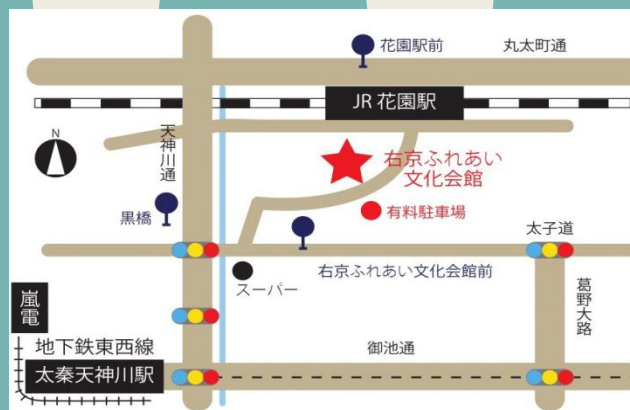 花園駅前
丸太町通
JR 花園駅
N
天神川通
右京ふれあい
文化会館
黒橋
有料駐車場
太子道
右京ふれあい文化会館前
スーパー
葛野大路
嵐電
地下鉄東西線
御池通
太秦天神川駅